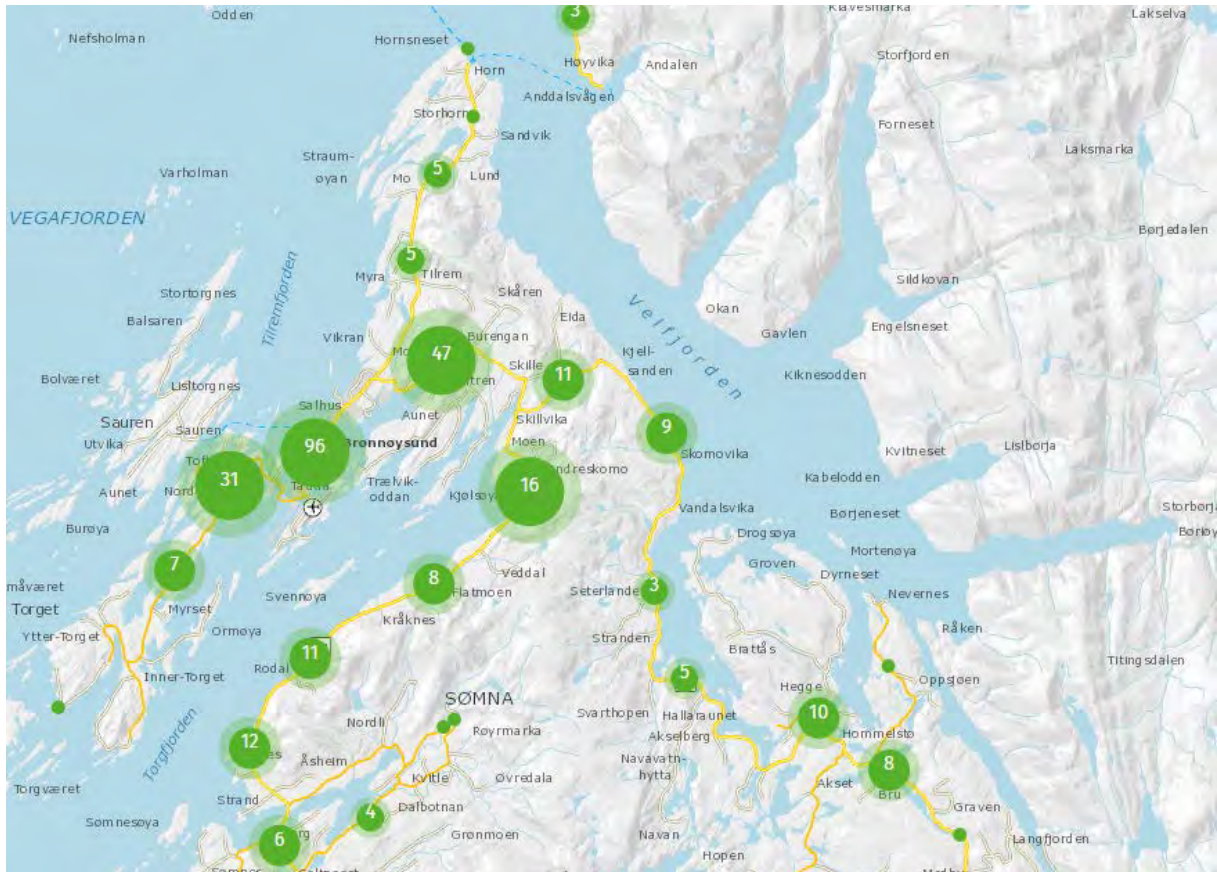 Odden
3
Klavesmarka
Lakselva
Nefsholman
Hornsneset
Høyvika
Andalen
Storfjorden
Horn
Anddalsvågen
Storhorn
Sandvik
Forneset
Laksmarka
Straum-
øyan
5
Mo
Lund
Varholman
VEGAFJORDEN
Børjedalen
5
Tilrem
Myra
Skåren
Sildkovan
Stortorgnes
Balsaren
Tilremfjorden
Velfjorden
Eida
Okan
Gavlen
Engelsneset
Vikran
Burengan
47
Skille
11
Kjell-
sanden
Bolværet
Lisltorgnes
Kiknesodden
Salhus
Aunet
Skillvika
Sauren
Sauren
Utvika
96
Brønnøysund
Moen
9
Skomovika
Kvitneset
Lislbørja
31
Trælvik-
oddan
16
Kabelodden
Aunet
Vandalsvika
Børjeneset
Burøya
Drogsøya
Mortenøya
7
Groven
Dyrneset
Veddal
Svennøya
8
Flatmoen
3
Seterlande
Nevernes
Torget
Myrset
Kråknes
Ytter-Torget
Ormøya
Stranden
Råken
Brattås
11
Rodal
Inner-Torget
5
Titingsdalen
Oppsjøen
Hegge
SØMNA
Svarthopen
Hallaraunet
10
Nordli
Røyrmarka
Akselberg
Hommelstø
Torgfjorden
12
Åsheim
Navavatn-
hytta
8
Kvitle
Øvredala
Akset
Bru
Torgværet
Strand
4
Dalbotnan
Graven
Sømnesøya
Grønmoen
Navan
Langfjorden
6
Hopen